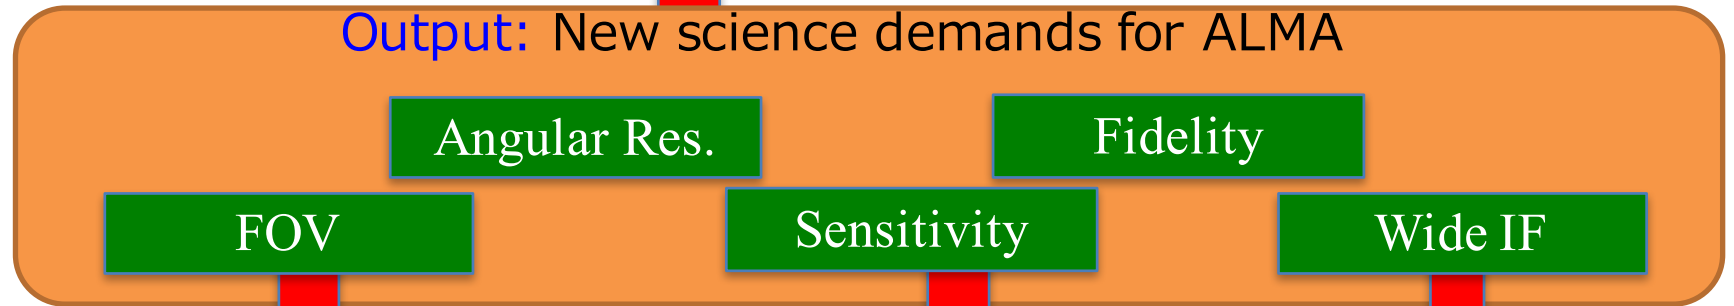 Output: New science demands for ALMA
Angular Res.
Fidelity
FOV
Sensitivity
Wide IF